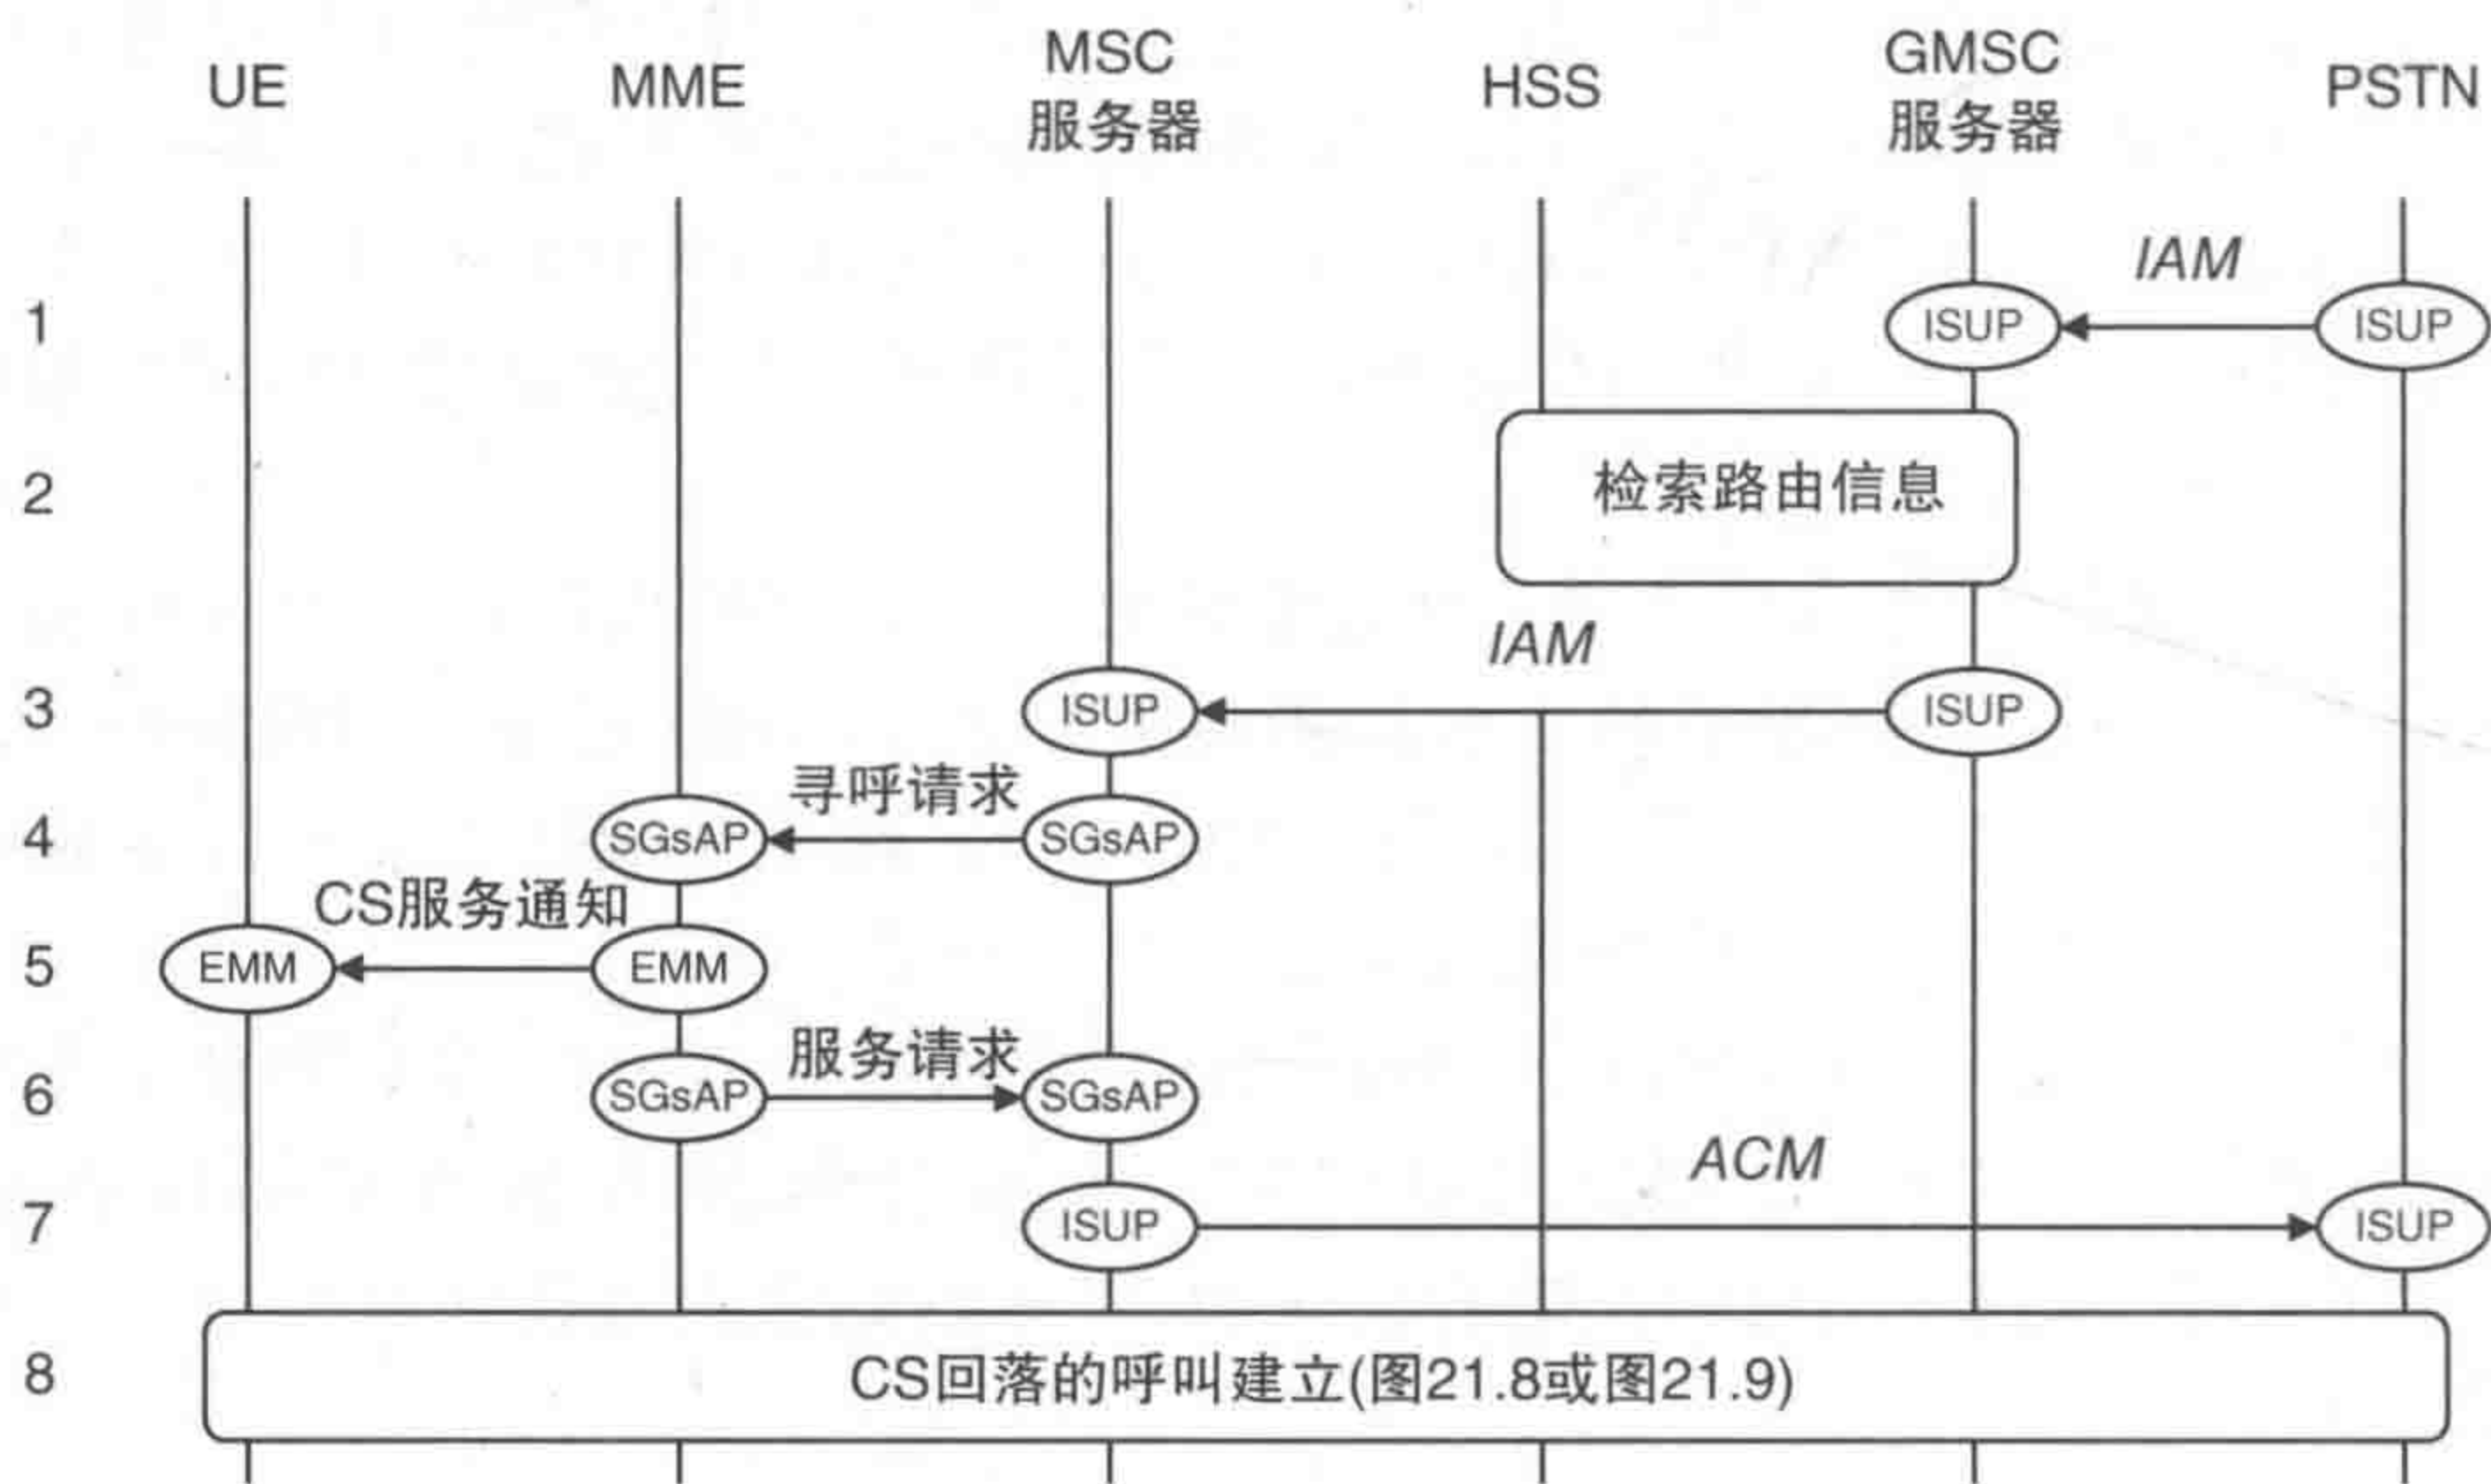 UE
MME
MSC
服务器
HSS
GMSC
服务器
PSTN
IAM
1
ISUP
ISUP
2
检索路由信息
IAM
3
ISUP
ISUP
寻呼请求
4
SGsAP
SGsAP
CS服务通知
5
EMM
EMM
服务请求
6
SGsAP
SGsAP
ACM
7
ISUP
ISUP
8
CS回落的呼叫建立(图21.8或图21.9)